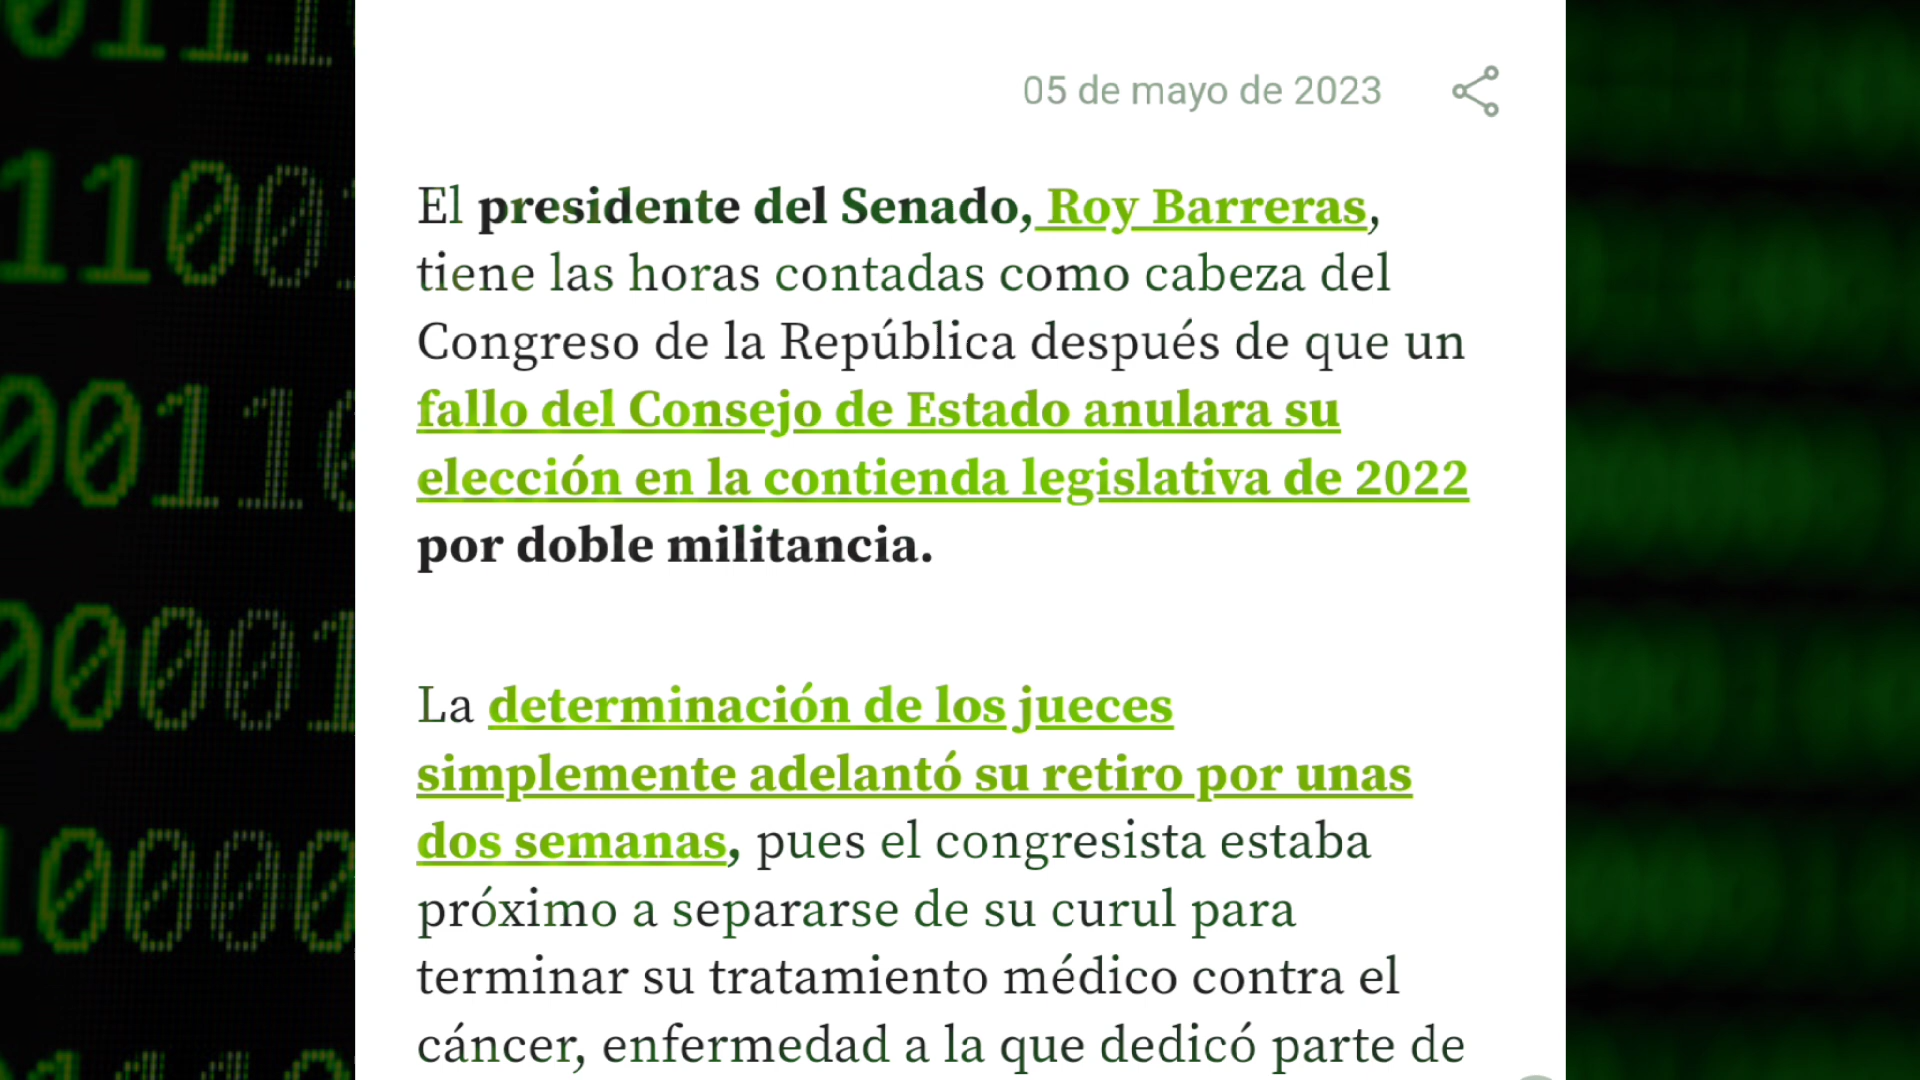 05 de mayo de 2023
El presidente del Senado, Roy Barreras,
tiene las horas contadas como cabeza del
Congreso de la República después de que un
fallo del Consejo de Estado anulara su
elección en la contienda legislativa de 2022
por doble militancia.
La determinación de los jueces
simplemente adelantó su retiro por unas
dos semanas, pues el congresista estaba
próximo a separarse de su curul para
terminar su tratamiento médico contra el
cáncer, enfermedad a la que dedicó parte de